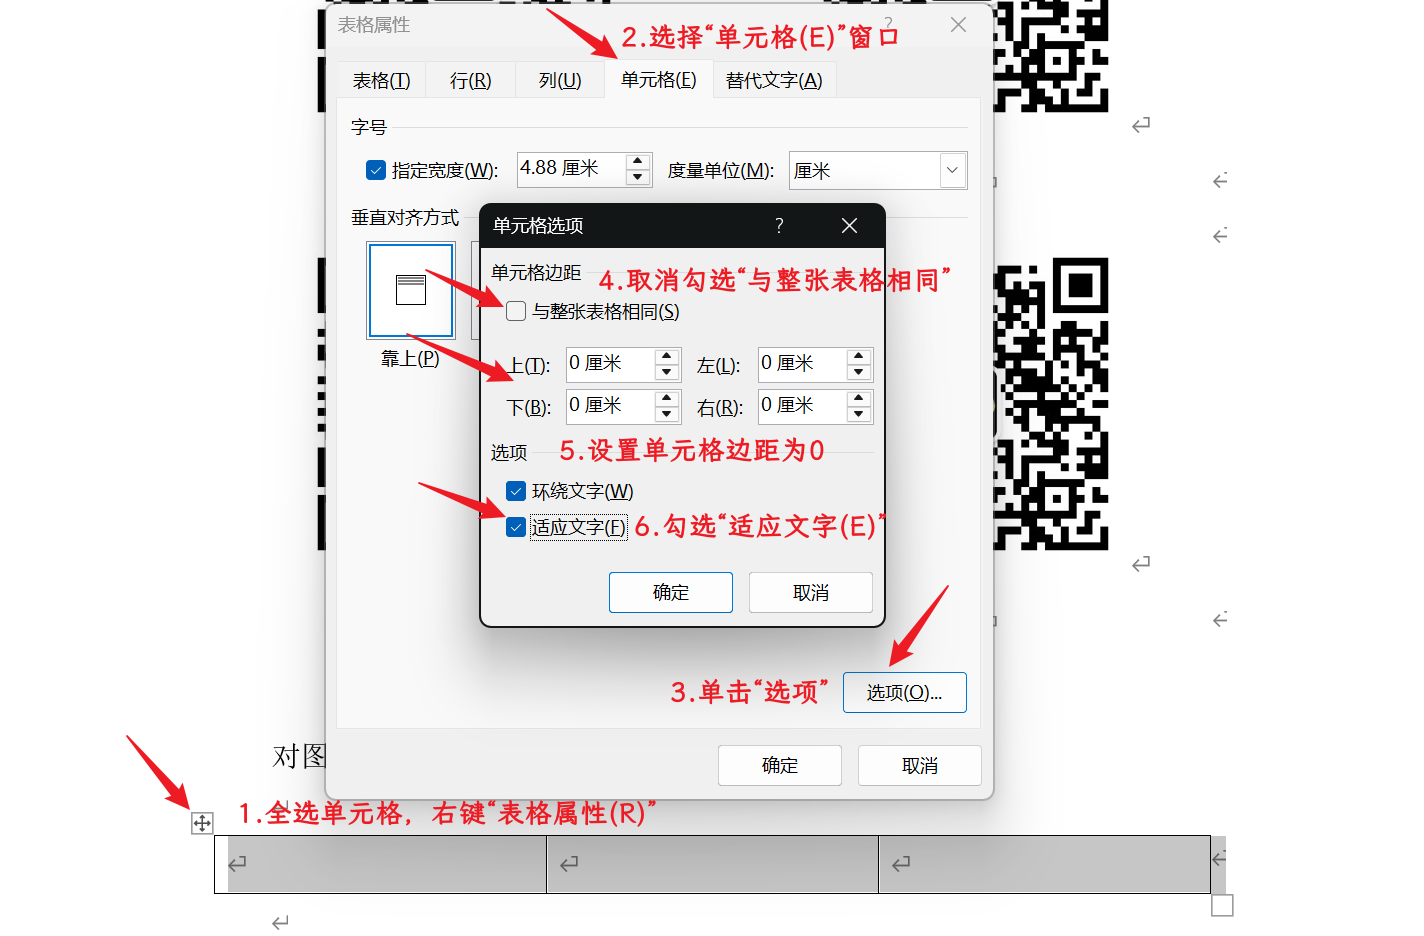 表格属性
?
2.选择“单元格(E)”窗口
表格(T) 行(R) 列(U) 单元格(E) 替代文字(A)
字号
指定宽度(W): 4.88 厘米 度量单位(M): 厘米
垂直对齐方式
靠上(P)
单元格选项 ?
单元格边距
4.取消勾选“与整张表格相同”
与整张表格相同(S)
上(T): 0 厘米 左(L): 0 厘米
下(B): 0 厘米 右(R): 0 厘米
选项 5.设置单元格边距为0
环绕文字(W)
适应文字(F) 6.勾选“适应文字(E)”
确定 取消
3.单击“选项” 选项(O)...
对图
确定 取消
1.全选单元格，右键“表格属性(R)”